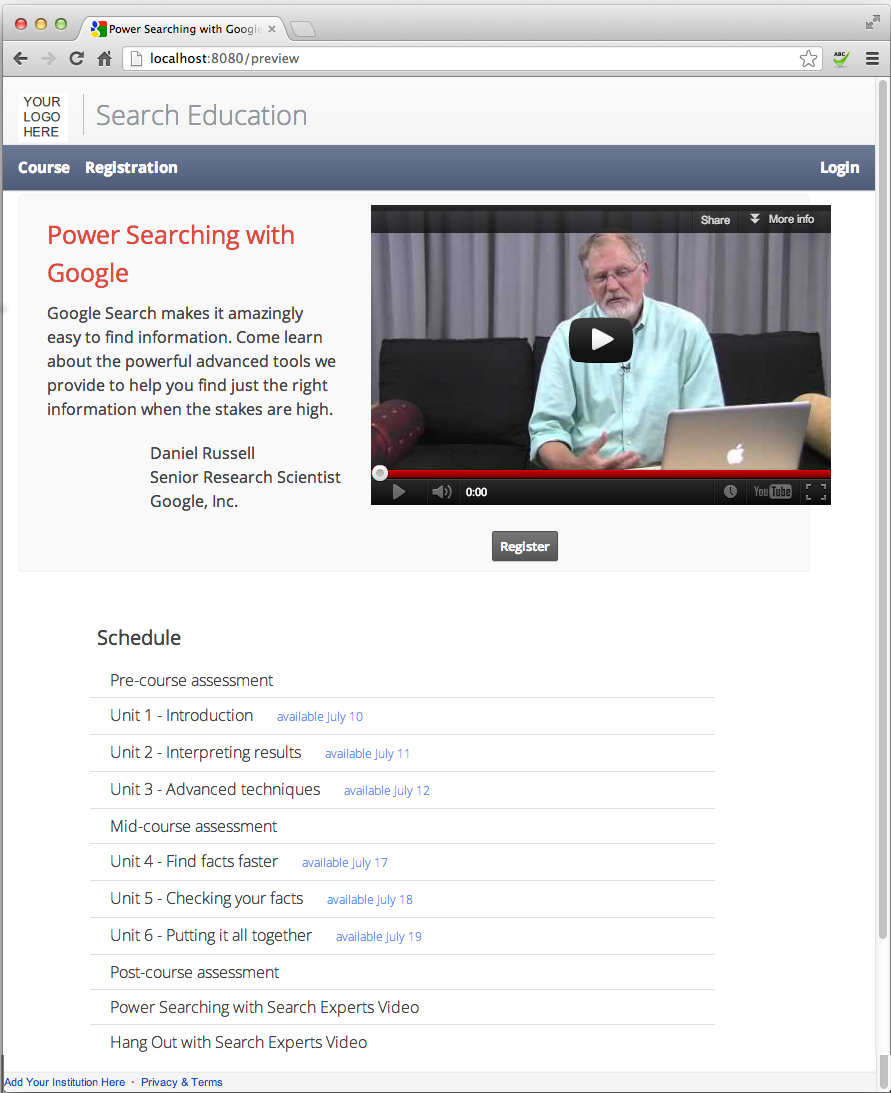 Power Searching with Google
localhost:8080/preview
ABC
YOUR
LOGO
HERE
Search Education
Course Registration Login
Power Searching with
Google
Google Search makes it amazingly
easy to find information. Come learn
about the powerful advanced tools we
provide to help you find just the right
information when the stakes are high.
Daniel Russell
Senior Research Scientist
Google, Inc.
Share More info
0:00 YouTube
Register
Schedule
Pre-course assessment
Unit 1 - Introduction available July 10
Unit 2 - Interpreting results available July 11
Unit 3 - Advanced techniques available July 12
Mid-course assessment
Unit 4 - Find facts faster available July 17
Unit 5 - Checking your facts available July 18
Unit 6 - Putting it all together available July 19
Post-course assessment
Power Searching with Search Experts Video
Hang Out with Search Experts Video
Add Your Institution Here · Privacy & Terms